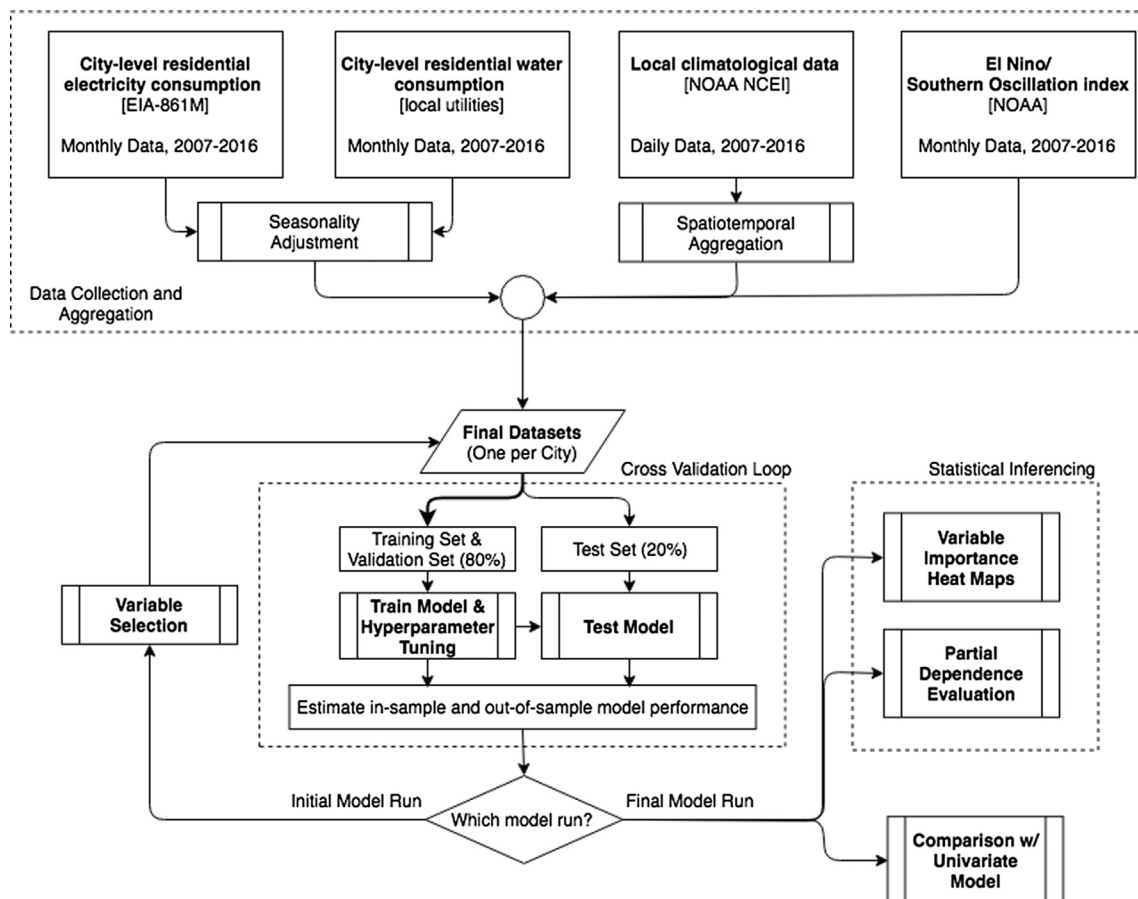 City-level residential
electricity consumption
[EIA-861M]
Monthly Data, 2007-2016
City-level residential water
consumption
[local utilities]
Monthly Data, 2007-2016
Local climatological data
[NOAA NCEI]
Daily Data, 2007-2016
El Nino/
Southern Oscillation index
[NOAA]
Monthly Data, 2007-2016
Seasonality
Adjustment
Spatiotemporal
Aggregation
Data Collection and
Aggregation
Final Datasets
(One per City)
Cross Validation Loop
Statistical Inferencing
Training Set &
Validation Set (80%)
Test Set (20%)
Variable
Importance
Heat Maps
Variable
Selection
Train Model &
Hyperparameter
Tuning
Test Model
Partial
Dependence
Evaluation
Estimate in-sample and out-of-sample model performance
Initial Model Run
Which model run?
Final Model Run
Comparison w/
Univariate
Model